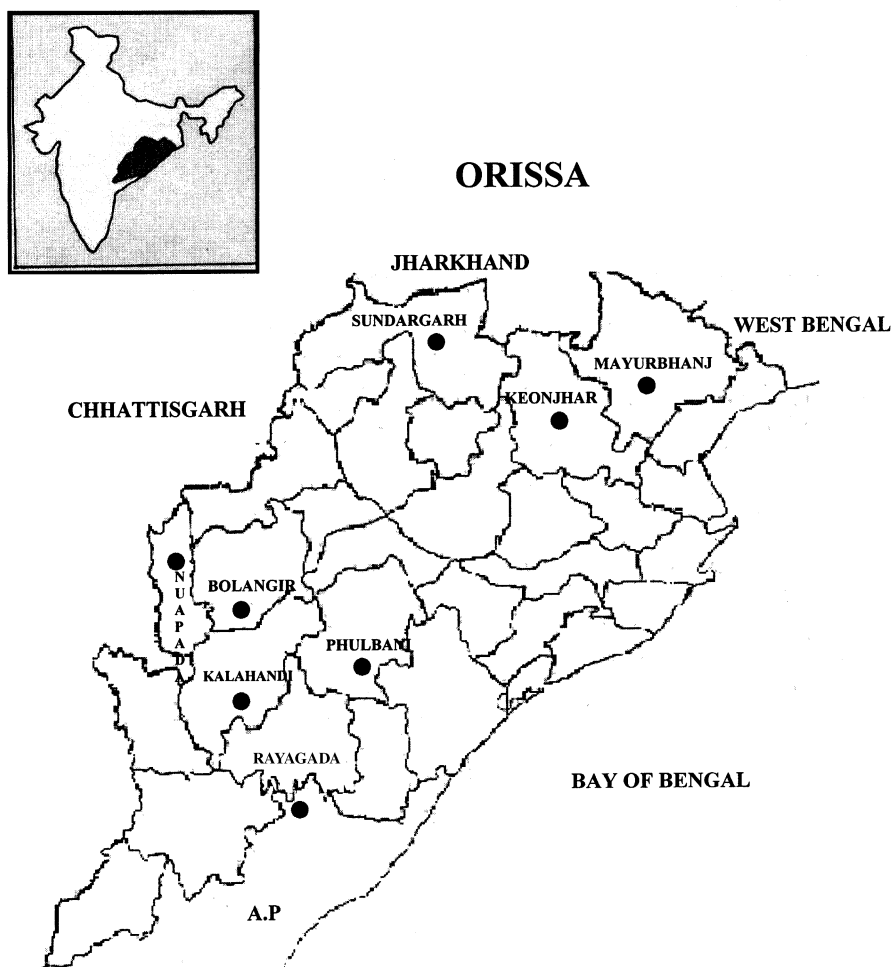 ORISSA
JHARKHAND
SUNDARGARH
WEST BENGAL
MAYURBHANJ
KEONJHAR
CHHATTISGARH
NUAPADA
BOLANGIR
PHULBANI
KALAHANDI
RAYAGADA
BAY OF BENGAL
A.P